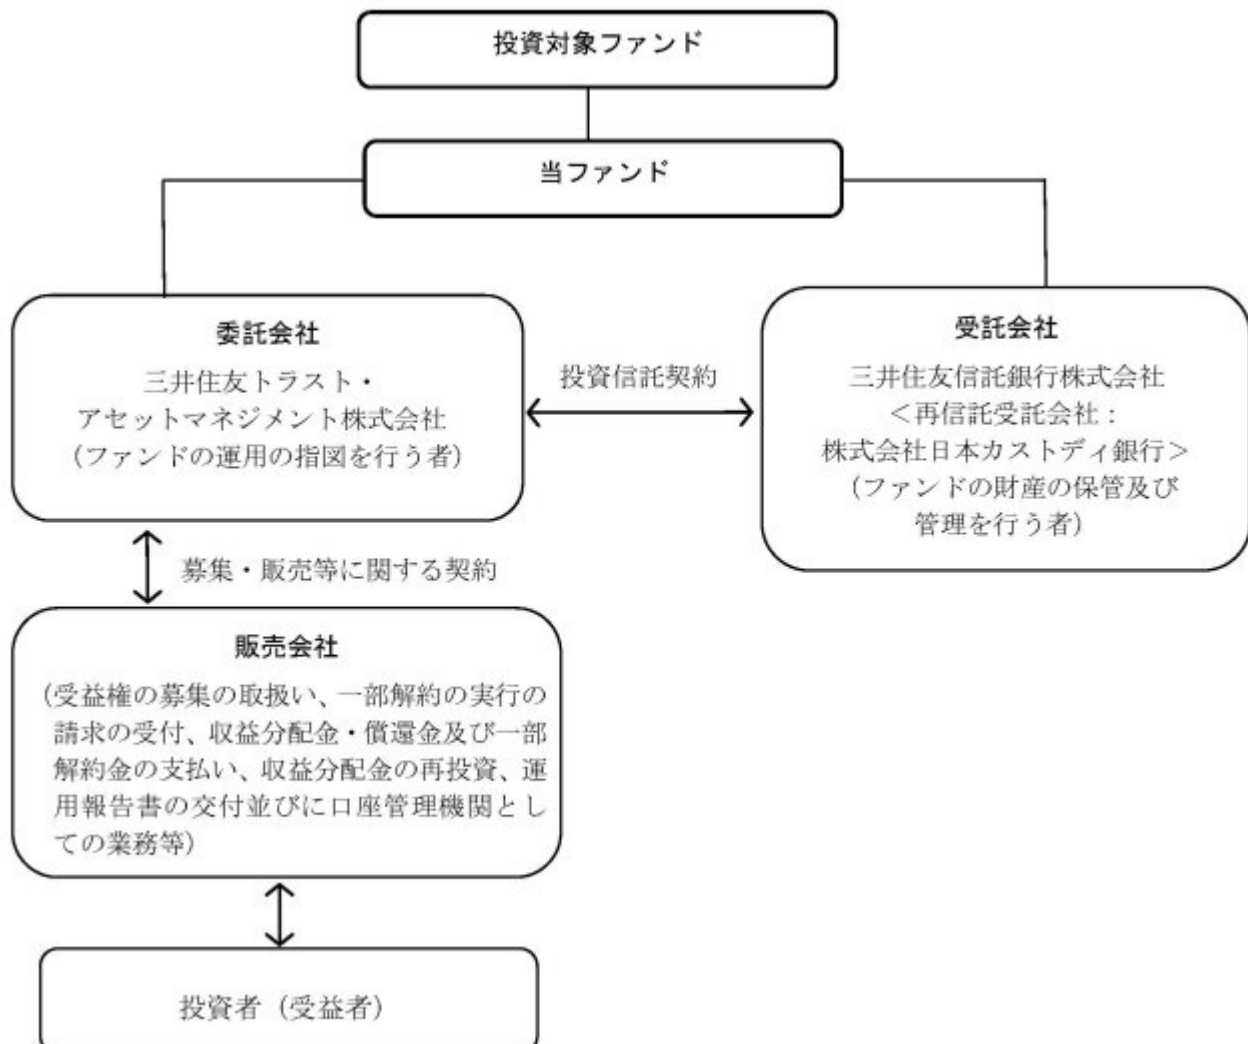 投資対象ファンド
当ファンド
委託会社
三井住友トラスト・
アセットマネジメント株式会社
（ファンドの運用の指図を行う者）
投資信託契約
受託会社
三井住友信託銀行株式会社
＜再信託受託会社：
株式会社日本カストディ銀行＞
（ファンドの財産の保管及び
管理を行う者）
募集・販売等に関する契約
販売会社
（受益権の募集の取扱い、一部解約の実行の
請求の受付、収益分配金・償還金及び一部
解約金の支払い、収益分配金の再投資、運
用報告書の交付並びに口座管理機関とし
ての業務等）
投資者（受益者）